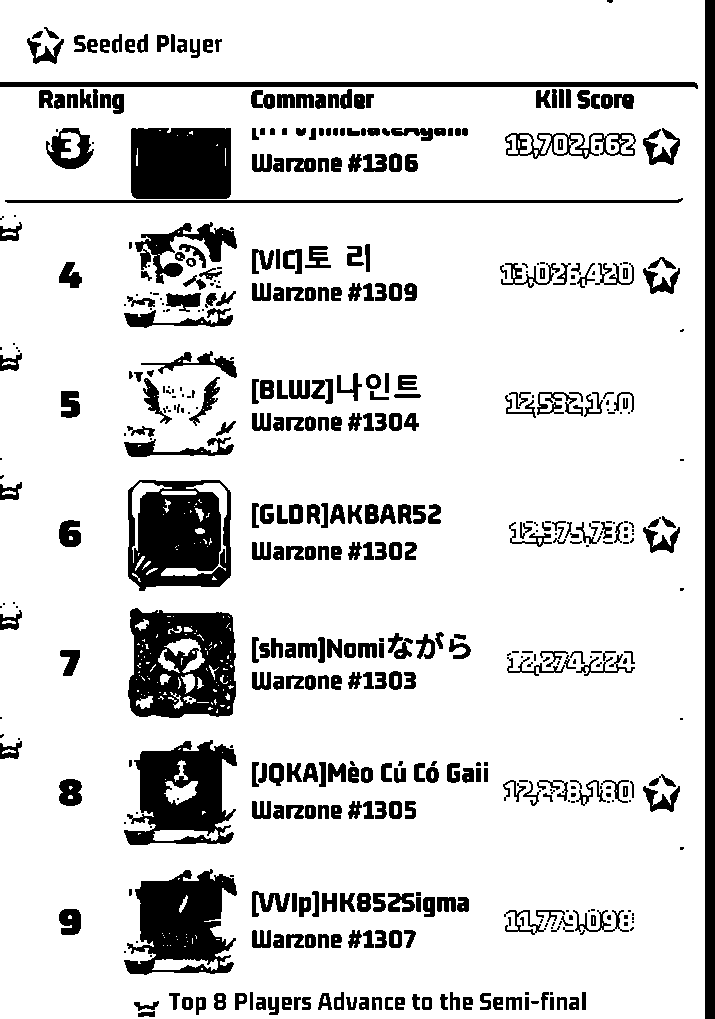 Seeded Player
Ranking Commander Kill Score
3 13,702,662
Warzone #1306
4 [VIC]토 리 13,026,420
Warzone #1309
5 [BLWZ]나인트 12,532,140
Warzone #1304
6 [GLDR]AKBAR52 12,375,738
Warzone #1302
7 [sham]Nomiながら 12,274,224
Warzone #1303
8 [JQKA]Mèo Cú Có Gaii 12,228,180
Warzone #1305
9 [VVIp]HK852Sigma 11,779,098
Warzone #1307
Top 8 Players Advance to the Semi-final